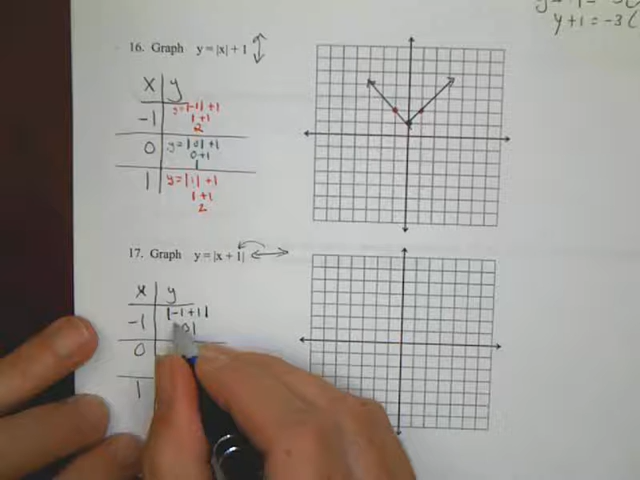 y + 1 = -3(
16. Graph y = |x| + 1
x y
-1 y=|-1| + 1
1 + 1
2
0 y = |0| + 1
0 + 1
1
1 y = |1| + 1
1 + 1
2
17. Graph y = |x + 1|
x y
-1 |-1 + 1|
0|
0
1